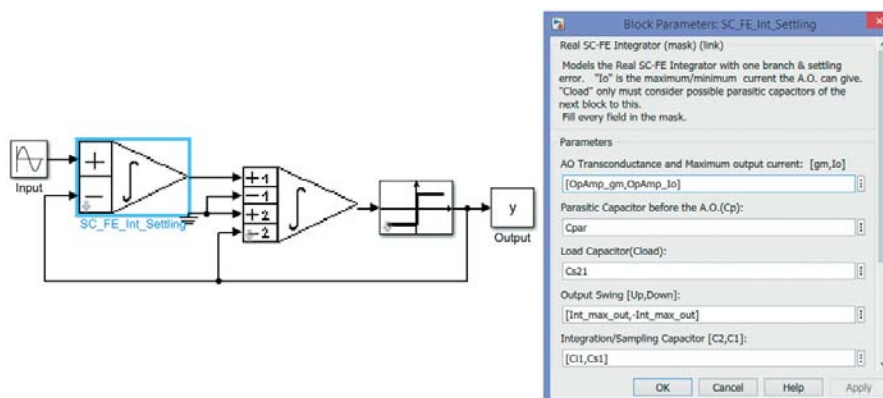 Input
+
−
SC_FE_Int_Settling
+1
−1
+2
−2
y
Output
Block Parameters: SC_FE_Int_Settling
Real SC-FE Integrator (mask) (link)
Models the Real SC-FE Integrator with one branch & settling
error. "Io" is the maximum/minimum current the A.O. can give.
"Cload" only must consider possible parasitic capacitors of the
next block to this.
Fill every field in the mask.
Parameters
AO Transconductance and Maximum output current: [gm,Io]
[OpAmp_gm,OpAmp_Io]
Parasitic Capacitor before the A.O.(Cp):
Cpar
Load Capacitor(Cload):
Cs21
Output Swing [Up,Down]:
[Int_max_out,-Int_max_out]
Integration/Sampling Capacitor [C2,C1]:
[Ci1,Cs1]
OK Cancel Help Apply